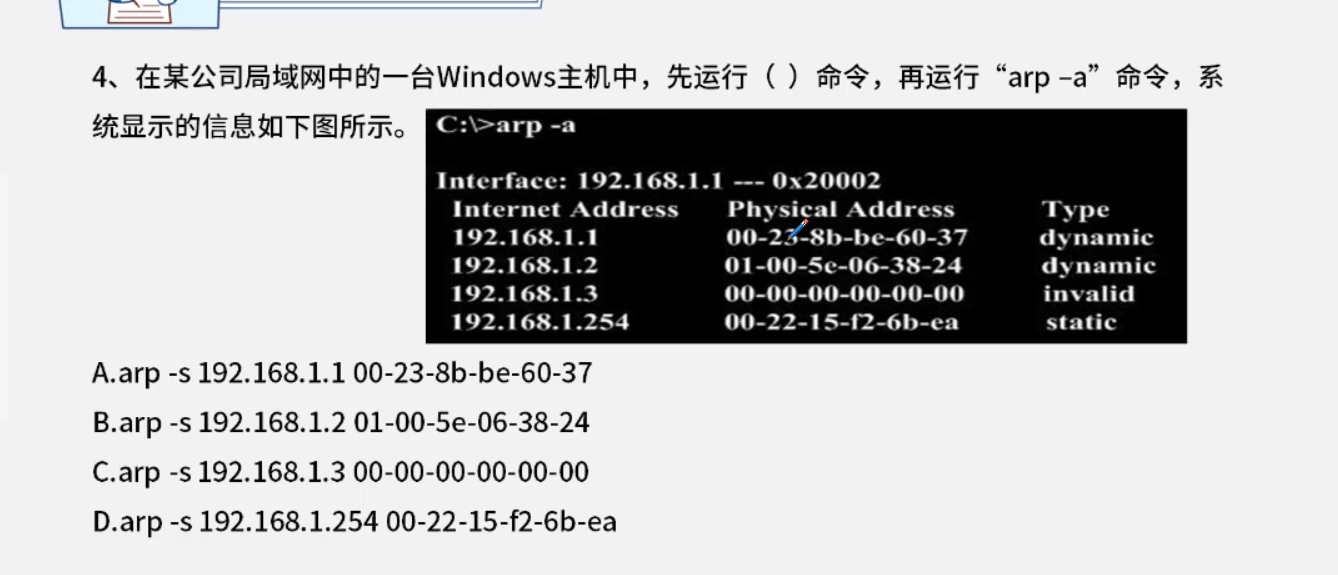 4、在某公司局域网中的一台Windows主机中，先运行（ ）命令，再运行“arp –a”命令，系
统显示的信息如下图所示。
C:\>arp -a
Interface: 192.168.1.1 --- 0x20002
Internet Address Physical Address Type
192.168.1.1 00-23-8b-be-60-37 dynamic
192.168.1.2 01-00-5e-06-38-24 dynamic
192.168.1.3 00-00-00-00-00-00 invalid
192.168.1.254 00-22-15-f2-6b-ea static
A.arp -s 192.168.1.1 00-23-8b-be-60-37
B.arp -s 192.168.1.2 01-00-5e-06-38-24
C.arp -s 192.168.1.3 00-00-00-00-00-00
D.arp -s 192.168.1.254 00-22-15-f2-6b-ea